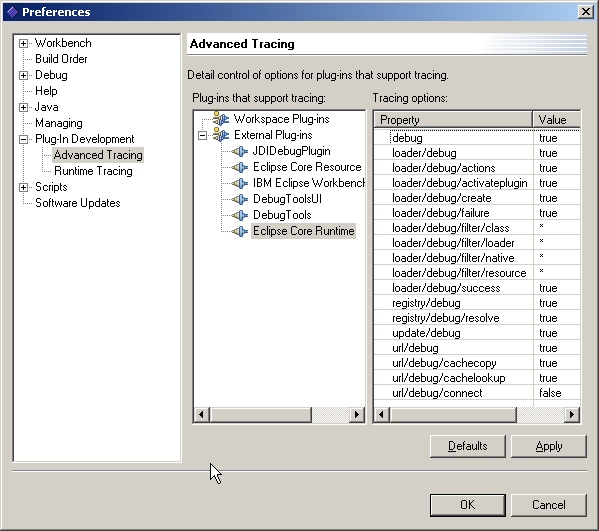 Preferences
Workbench
Build Order
Debug
Help
Java
Managing
Plug-In Development
Advanced Tracing
Runtime Tracing
Scripts
Software Updates
Advanced Tracing
Detail control of options for plug-ins that support tracing.
Plug-ins that support tracing:
Workspace Plug-ins
External Plug-ins
JDIDebugPlugin
Eclipse Core Resource
IBM Eclipse Workbench
DebugToolsUI
DebugTools
Eclipse Core Runtime
Tracing options:
Property Value
debug true
loader/debug true
loader/debug/actions true
loader/debug/activateplugin true
loader/debug/create true
loader/debug/failure true
loader/debug/filter/class *
loader/debug/filter/loader *
loader/debug/filter/native *
loader/debug/filter/resource *
loader/debug/success true
registry/debug true
registry/debug/resolve true
update/debug true
url/debug true
url/debug/cachecopy true
url/debug/cachelookup true
url/debug/connect false
Defaults Apply
OK Cancel